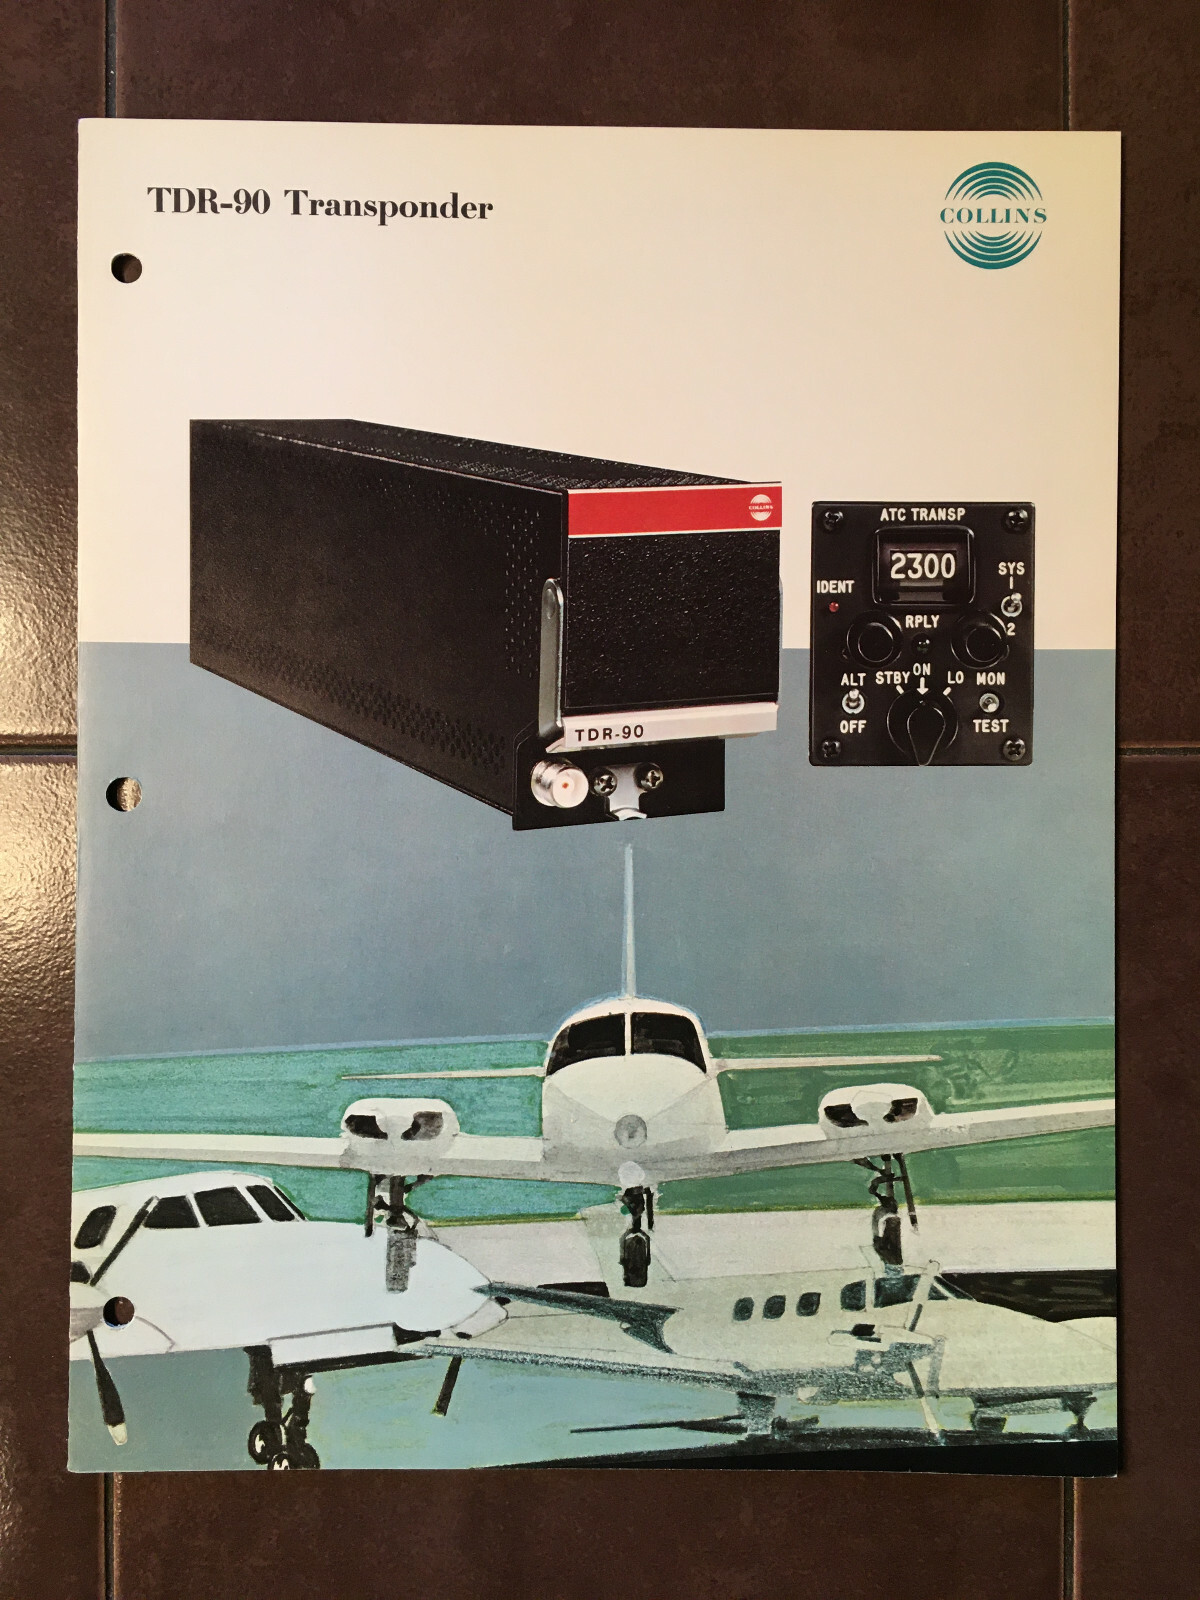 TDR-90 Transponder
COLLINS
COLLINS
TDR-90
ATC TRANSP
2300
SYS
IDENT
RPLY
2
ALT STBY ON LO MON
OFF TEST